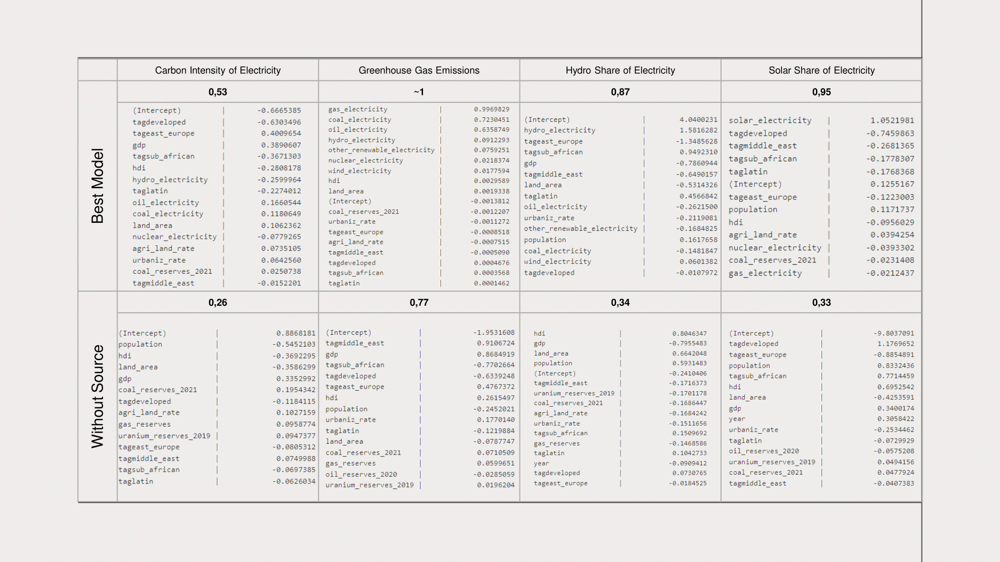 Carbon Intensity of Electricity
Greenhouse Gas Emissions
Hydro Share of Electricity
Solar Share of Electricity
Best Model
0,53
~1
0,87
0,95
(Intercept) | -0.6665385
tagdeveloped | -0.6303496
tageast_europe | 0.4009654
gdp | 0.3890607
tagsub_african | -0.3671303
hdi | -0.2808178
hydro_electricity | -0.2599964
taglatin | -0.2274012
oil_electricity | 0.1660544
coal_electricity | 0.1180649
land_area | 0.1062362
nuclear_electricity | -0.0779265
agri_land_rate | 0.0735105
urbaniz_rate | 0.0642560
coal_reserves_2021 | 0.0250738
tagmiddle_east | -0.0152201
gas_electricity | 0.9969829
coal_electricity | 0.7230451
oil_electricity | 0.6358749
hydro_electricity | 0.0912293
other_renewable_electricity | 0.0759251
nuclear_electricity | 0.0218374
wind_electricity | 0.0177594
hdi | 0.0029589
land_area | 0.0019338
(Intercept) | -0.0013812
coal_reserves_2021 | -0.0012207
urbaniz_rate | -0.0011272
tageast_europe | -0.0008518
agri_land_rate | -0.0007515
tagmiddle_east | -0.0005090
tagdeveloped | 0.0004676
tagsub_african | 0.0003568
taglatin | 0.0001462
(Intercept) | 4.0400231
hydro_electricity | 1.5816282
tageast_europe | -1.3485628
tagsub_african | 0.9492310
gdp | -0.7860944
tagmiddle_east | -0.6490157
land_area | -0.5314326
taglatin | 0.4566842
oil_electricity | -0.2621500
urbaniz_rate | -0.2119081
other_renewable_electricity | -0.1684825
population | 0.1617658
coal_electricity | -0.1481847
wind_electricity | 0.0601382
tagdeveloped | -0.0107972
solar_electricity | 1.0521981
tagdeveloped | -0.7459863
tagmiddle_east | -0.2681365
tagsub_african | -0.1778307
taglatin | -0.1768368
(Intercept) | 0.1255167
tageast_europe | -0.1223003
population | 0.1171737
hdi | -0.0956029
agri_land_rate | 0.0394254
nuclear_electricity | -0.0393302
coal_reserves_2021 | -0.0231408
gas_electricity | -0.0212437
Without Source
0,26
0,77
0,34
0,33
(Intercept) | 0.8868181
population | -0.5452103
hdi | -0.3692295
land_area | -0.3586299
gdp | 0.3352992
coal_reserves_2021 | 0.1954342
tagdeveloped | -0.1184115
agri_land_rate | 0.1027159
gas_reserves | 0.0958774
uranium_reserves_2019 | 0.0947377
tageast_europe | -0.0805312
tagmiddle_east | 0.0749988
tagsub_african | -0.0697385
taglatin | -0.0626034
(Intercept) | -1.9531608
tagmiddle_east | 0.9106724
gdp | 0.8684919
tagsub_african | -0.7702664
tagdeveloped | -0.6339248
tageast_europe | 0.4767372
hdi | 0.2615497
population | -0.2452021
urbaniz_rate | 0.1770140
taglatin | -0.1219884
land_area | -0.0787747
coal_reserves_2021 | 0.0710509
gas_reserves | 0.0599651
oil_reserves_2020 | -0.0285059
uranium_reserves_2019 | 0.0196204
hdi | 0.8046347
gdp | -0.7955483
land_area | 0.6642048
population | 0.5931483
(Intercept) | -0.2410406
tagmiddle_east | -0.1716373
uranium_reserves_2019 | -0.1701178
coal_reserves_2021 | -0.1686447
agri_land_rate | -0.1684242
urbaniz_rate | -0.1511656
tagsub_african | 0.1509692
gas_reserves | -0.1468586
taglatin | 0.1042733
year | -0.0909412
tagdeveloped | 0.0730765
tageast_europe | -0.0184525
(Intercept) | -9.8037091
tagdeveloped | 1.1769652
tageast_europe | -0.8854891
population | 0.8332436
tagsub_african | 0.7714459
hdi | 0.6952542
land_area | -0.4253591
gdp | 0.3400174
year | 0.3058422
urbaniz_rate | -0.2534462
taglatin | -0.0729929
oil_reserves_2020 | -0.0575208
uranium_reserves_2019 | 0.0494156
coal_reserves_2021 | 0.0477924
tagmiddle_east | -0.0407383